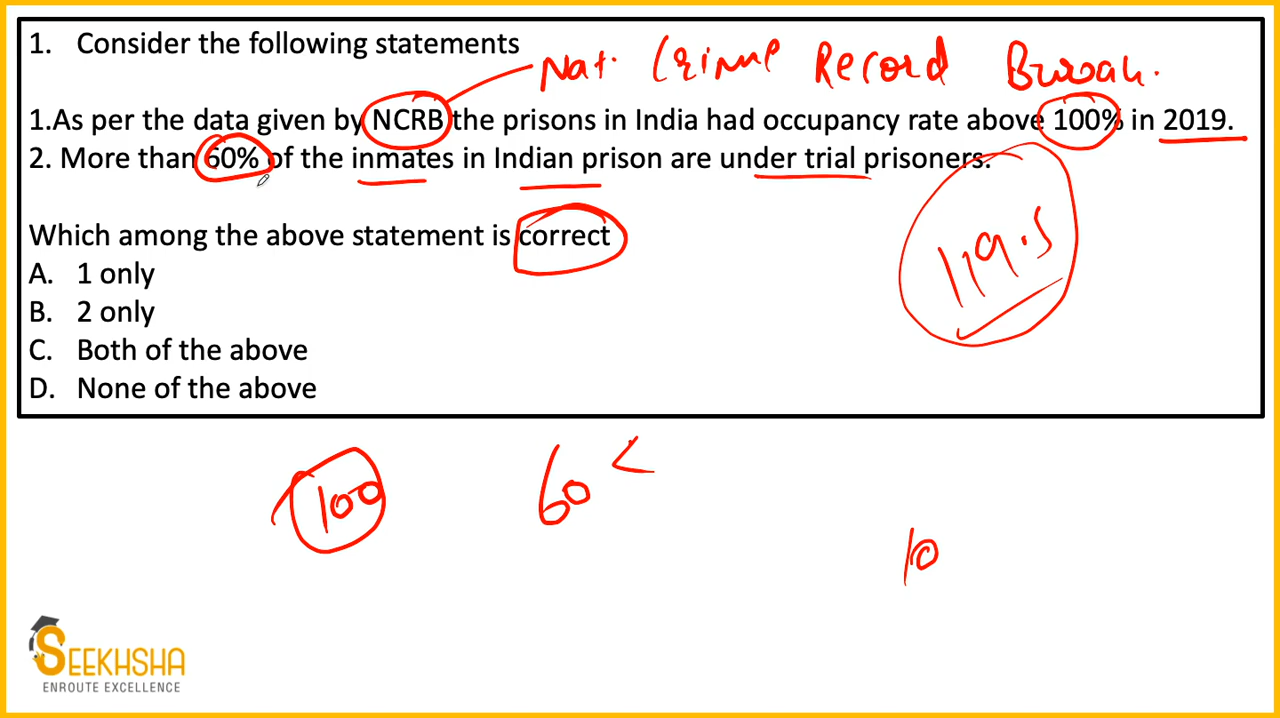 1. Consider the following statements
Nat. Crime Record Bureau.
1.As per the data given by NCRB the prisons in India had occupancy rate above 100% in 2019.
2. More than 60% of the inmates in Indian prison are under trial prisoners.
119.5
Which among the above statement is correct
A. 1 only
B. 2 only
C. Both of the above
D. None of the above
100 60 <
10
SEEKHSHA
ENROUTE EXCELLENCE